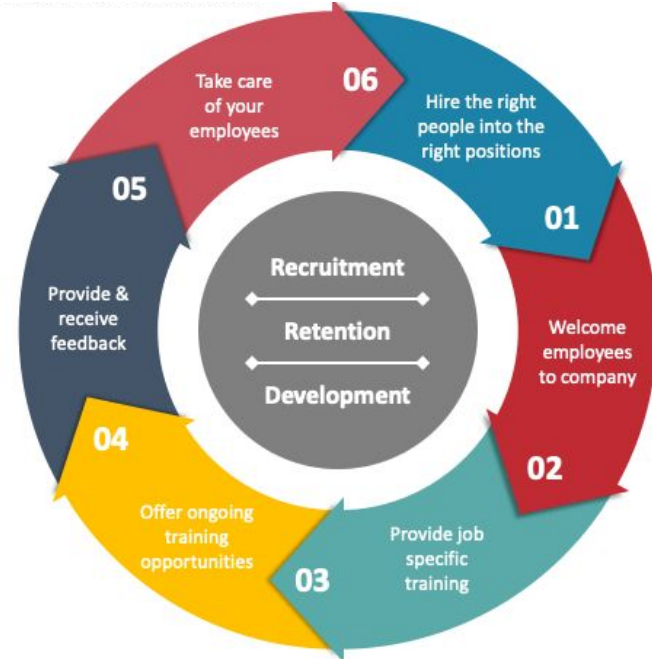 Hire the right
people into the
right positions
01
Welcome
employees
to company
02
Provide job
specific
training
03
Offer ongoing
training
opportunities
04
Provide &
receive
feedback
05
Take care
of your
employees
06
Recruitment
Retention
Development